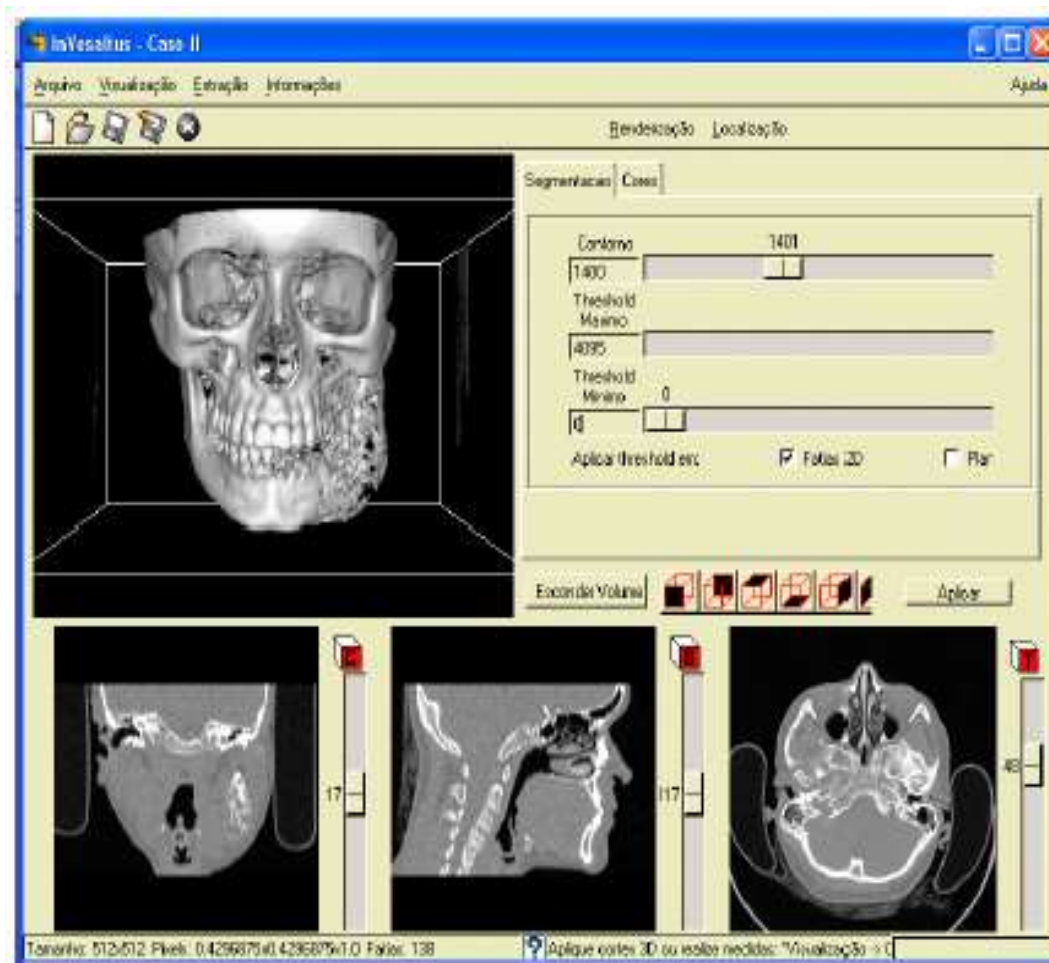 InVesalius - Caso II
Arquivo Visualização Extração Informações Ajuda
Renderização Localização
Segmentacao Cores
Contorno 1401
1400
Threshold
Maximo
4095
Threshold
Minimo 0
0
Aplicar threshold em: Fatias 2D Plan
Esconder Volume Aplicar
C S T
17 117 48
Tamanho: 512x512 Pixels: 0.4296875x0.4296875x1.0 Fatias: 138 ? Aplique cortes 3D ou realize medidas: "Visualização -> C